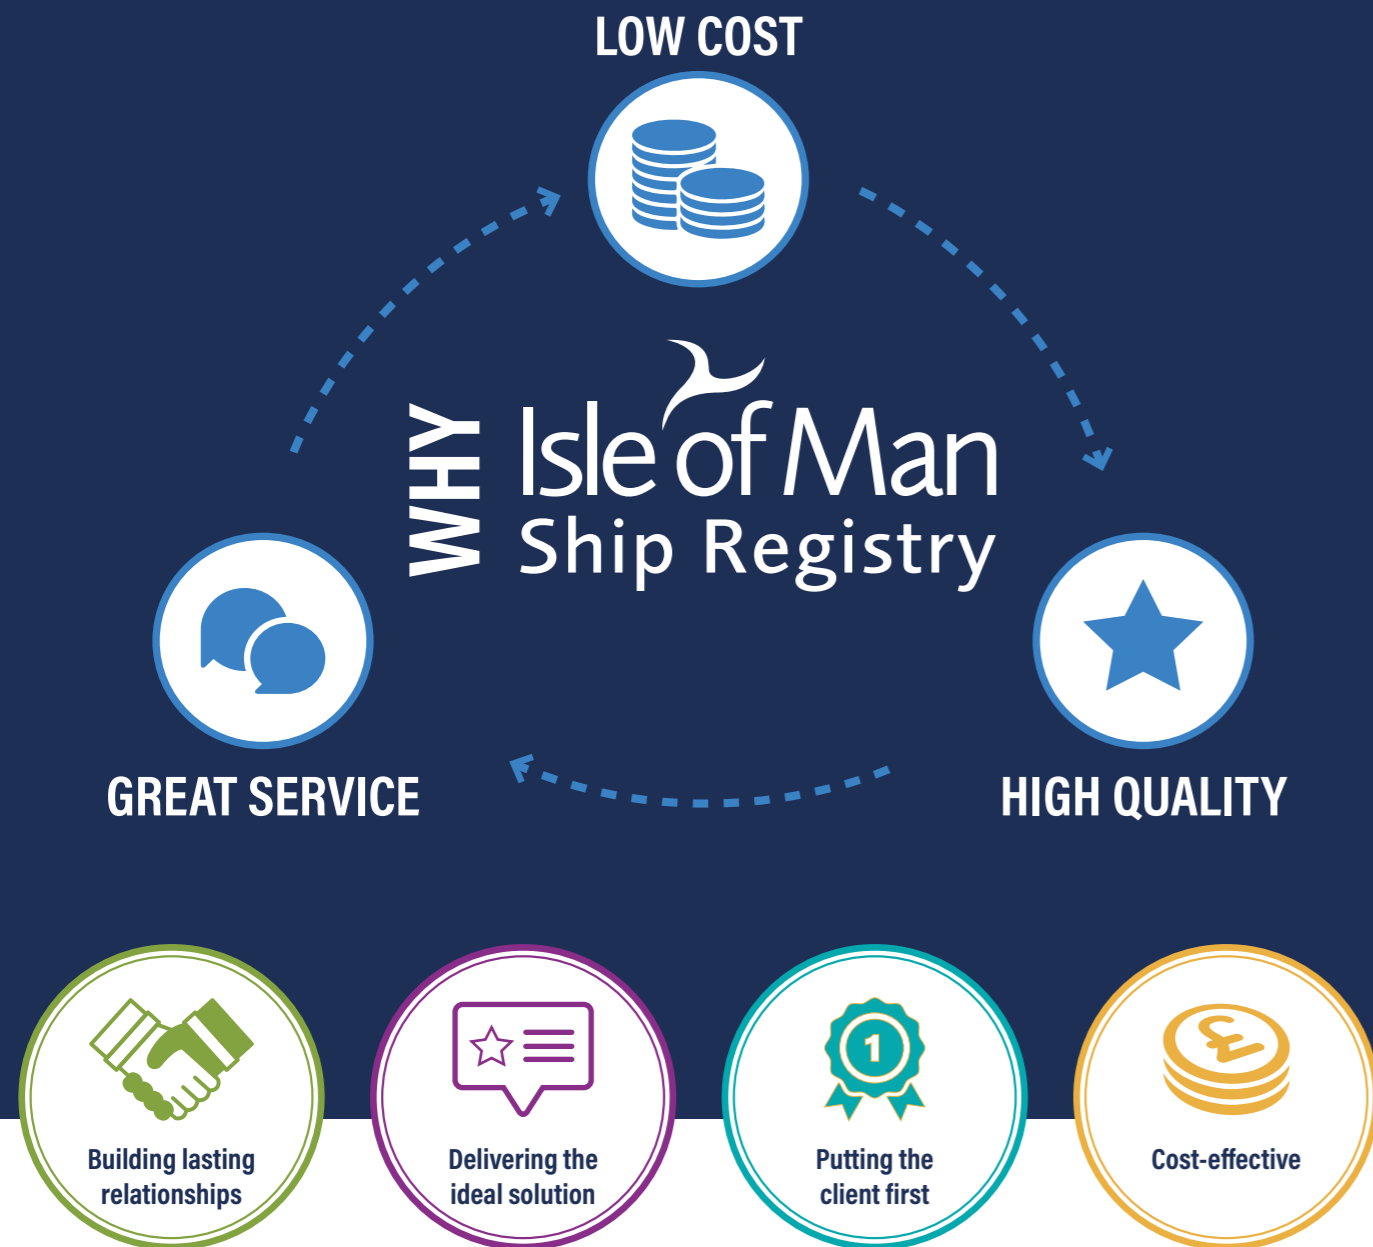 LOW COST
WHY
Isle of Man
Ship Registry
GREAT SERVICE
HIGH QUALITY
1
£
Building lasting
relationships
Delivering the
ideal solution
Putting the
client first
Cost-effective